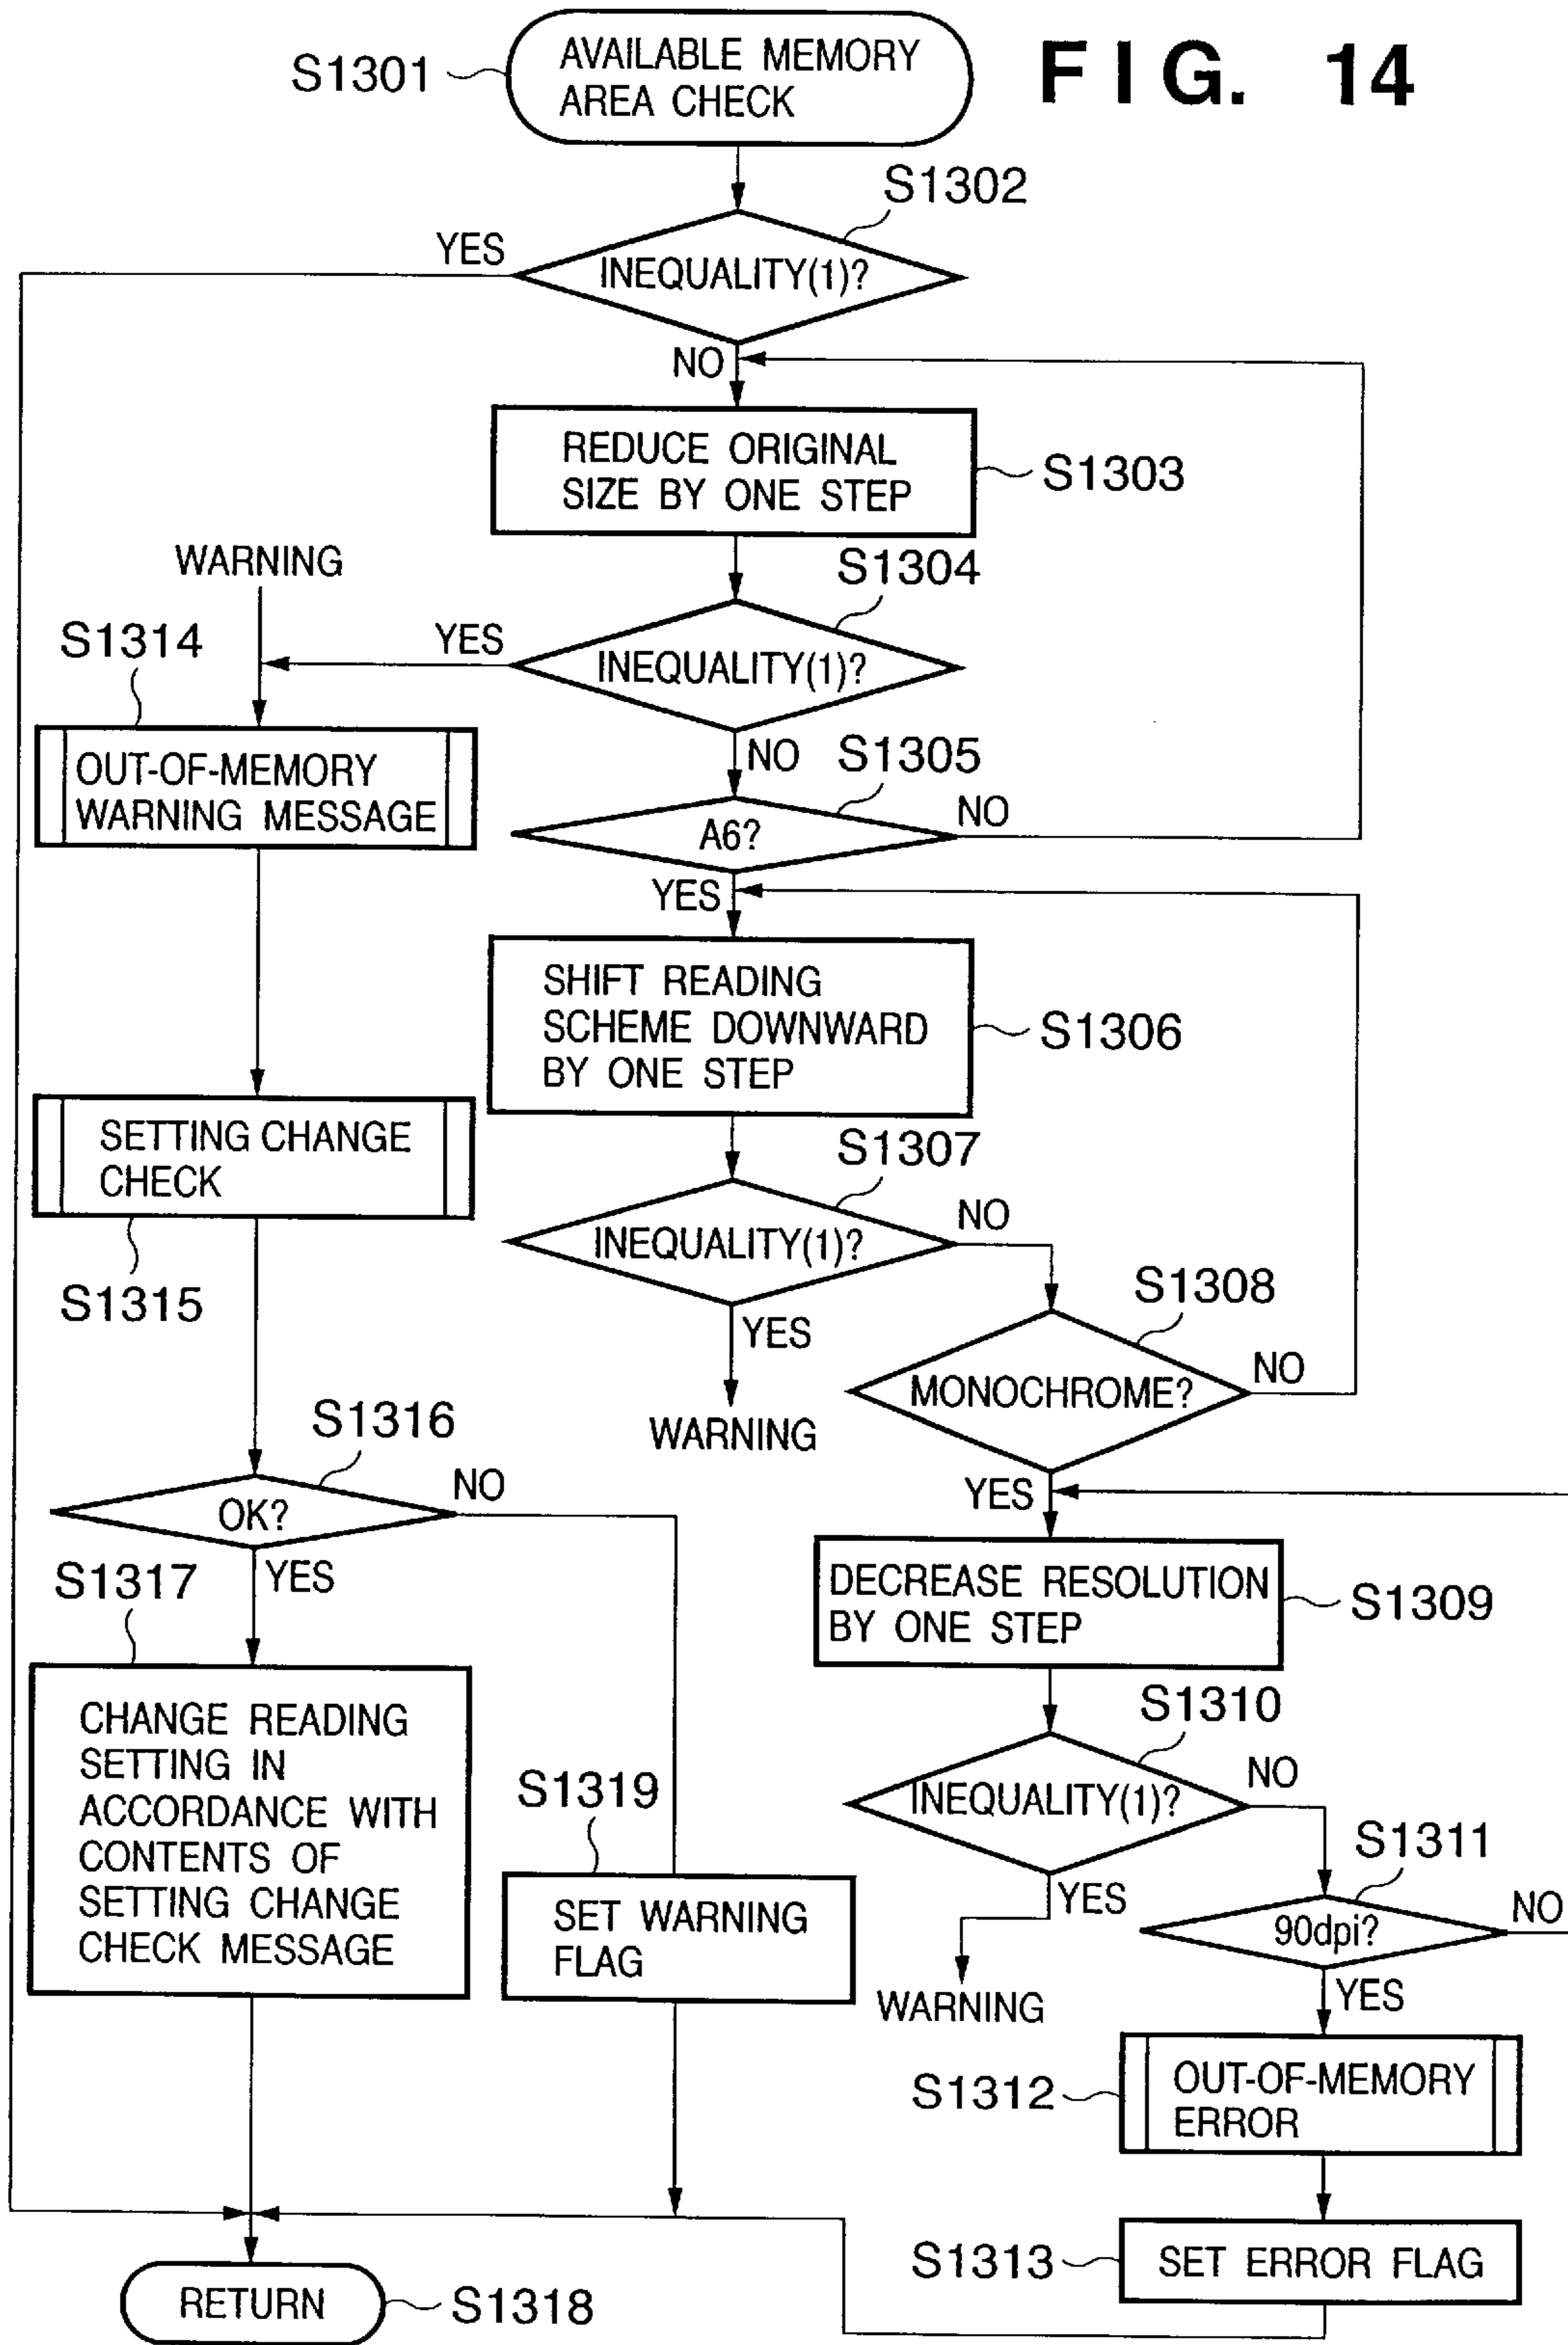 FIG. 14
S1301
AVAILABLE MEMORY
AREA CHECK
S1302
YES
INEQUALITY(1)?
NO
REDUCE ORIGINAL
SIZE BY ONE STEP
S1303
WARNING
S1304
S1314
YES
INEQUALITY(1)?
OUT-OF-MEMORY
WARNING MESSAGE
NO
S1305
A6?
NO
YES
SHIFT READING
SCHEME DOWNWARD
BY ONE STEP
S1306
SETTING CHANGE
CHECK
S1315
S1307
INEQUALITY(1)?
NO
YES
WARNING
S1308
MONOCHROME?
NO
S1316
OK?
NO
YES
YES
S1317
DECREASE RESOLUTION
BY ONE STEP
S1309
CHANGE READING
SETTING IN
ACCORDANCE WITH
CONTENTS OF
SETTING CHANGE
CHECK MESSAGE
S1310
INEQUALITY(1)?
NO
S1319
SET WARNING
FLAG
YES
WARNING
S1311
90dpi?
NO
YES
S1312
OUT-OF-MEMORY
ERROR
S1313
SET ERROR FLAG
RETURN
S1318